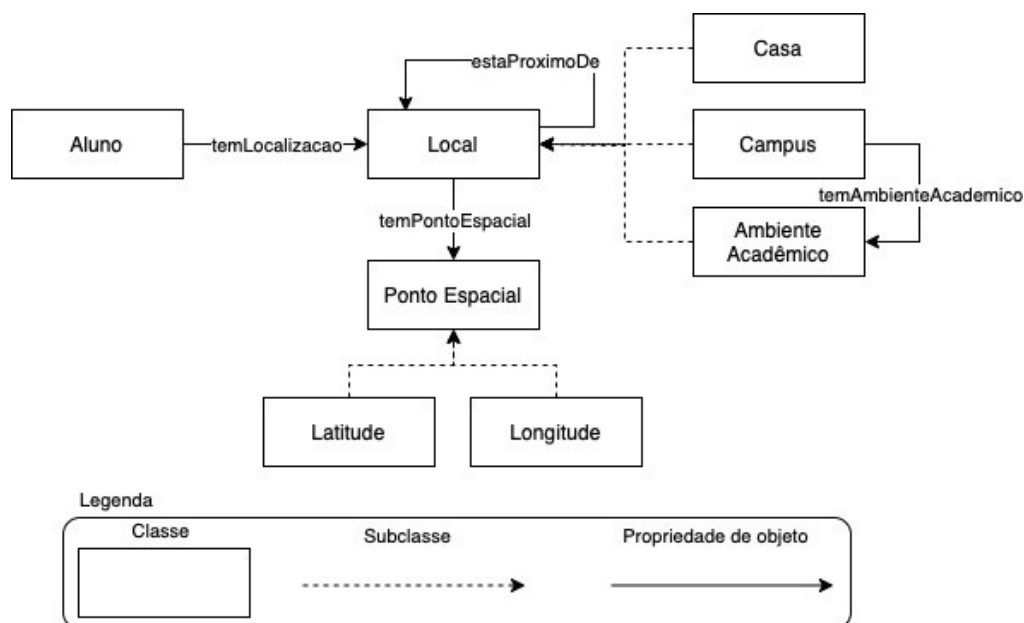 estaProximoDe
Casa
Aluno
temLocalizacao
Local
Campus
temAmbienteAcademico
temPontoEspacial
Ambiente
Acadêmico
Ponto Espacial
Latitude
Longitude
Legenda
Classe
Subclasse
Propriedade de objeto